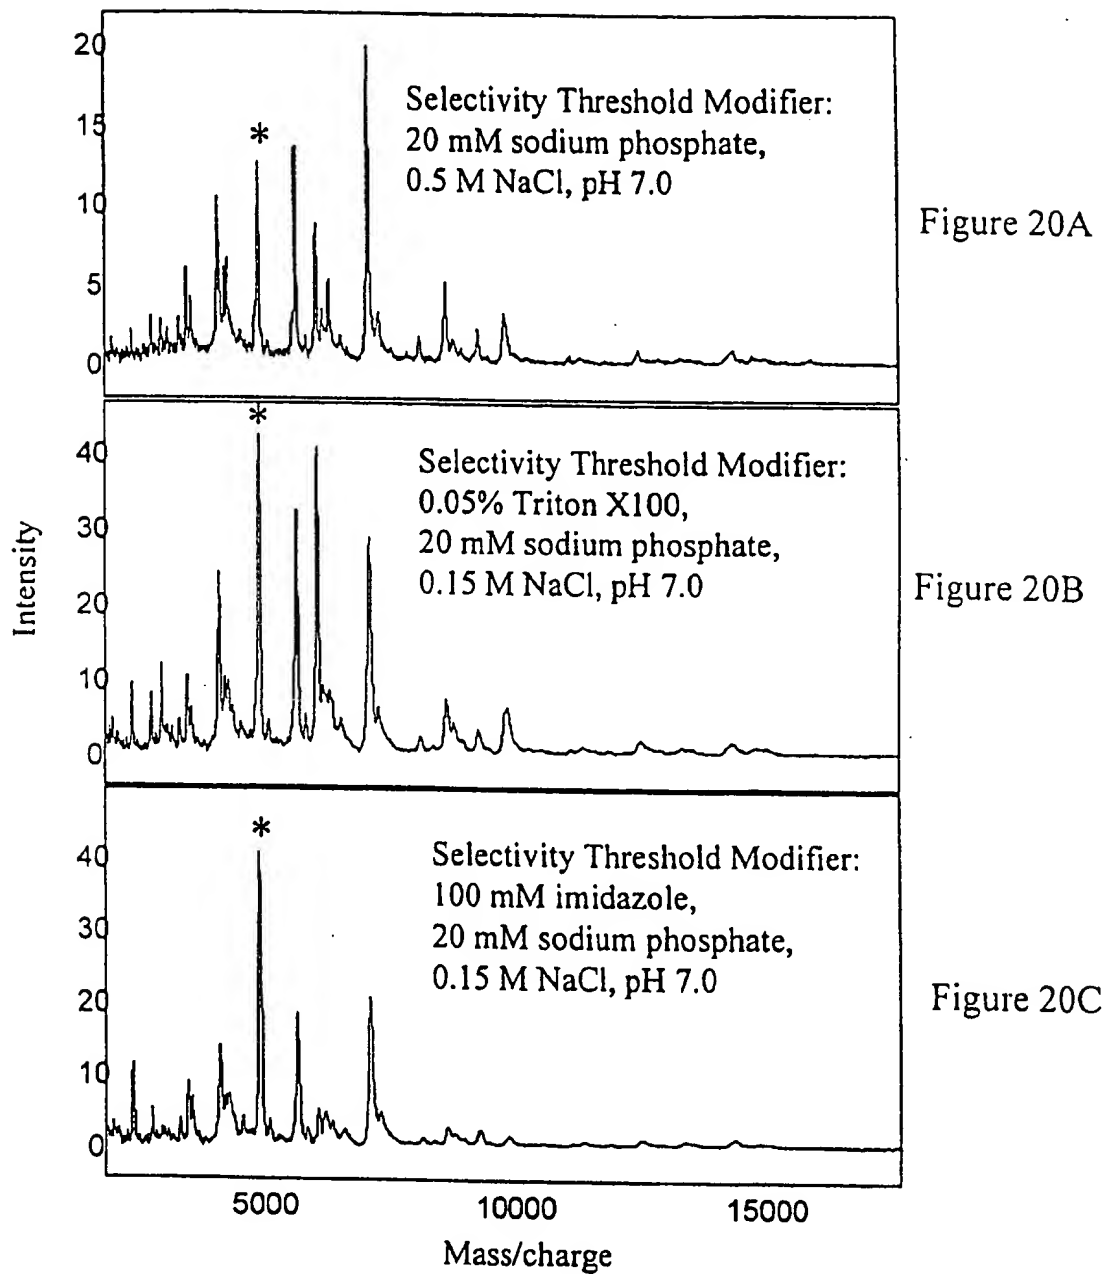 20
15
10
5
0
*
Selectivity Threshold Modifier:
20 mM sodium phosphate,
0.5 M NaCl, pH 7.0
Figure 20A
40
30
20
10
0
*
Selectivity Threshold Modifier:
0.05% Triton X100,
20 mM sodium phosphate,
0.15 M NaCl, pH 7.0
Figure 20B
Intensity
40
30
20
10
0
*
Selectivity Threshold Modifier:
100 mM imidazole,
20 mM sodium phosphate,
0.15 M NaCl, pH 7.0
Figure 20C
5000 10000 15000
Mass/charge